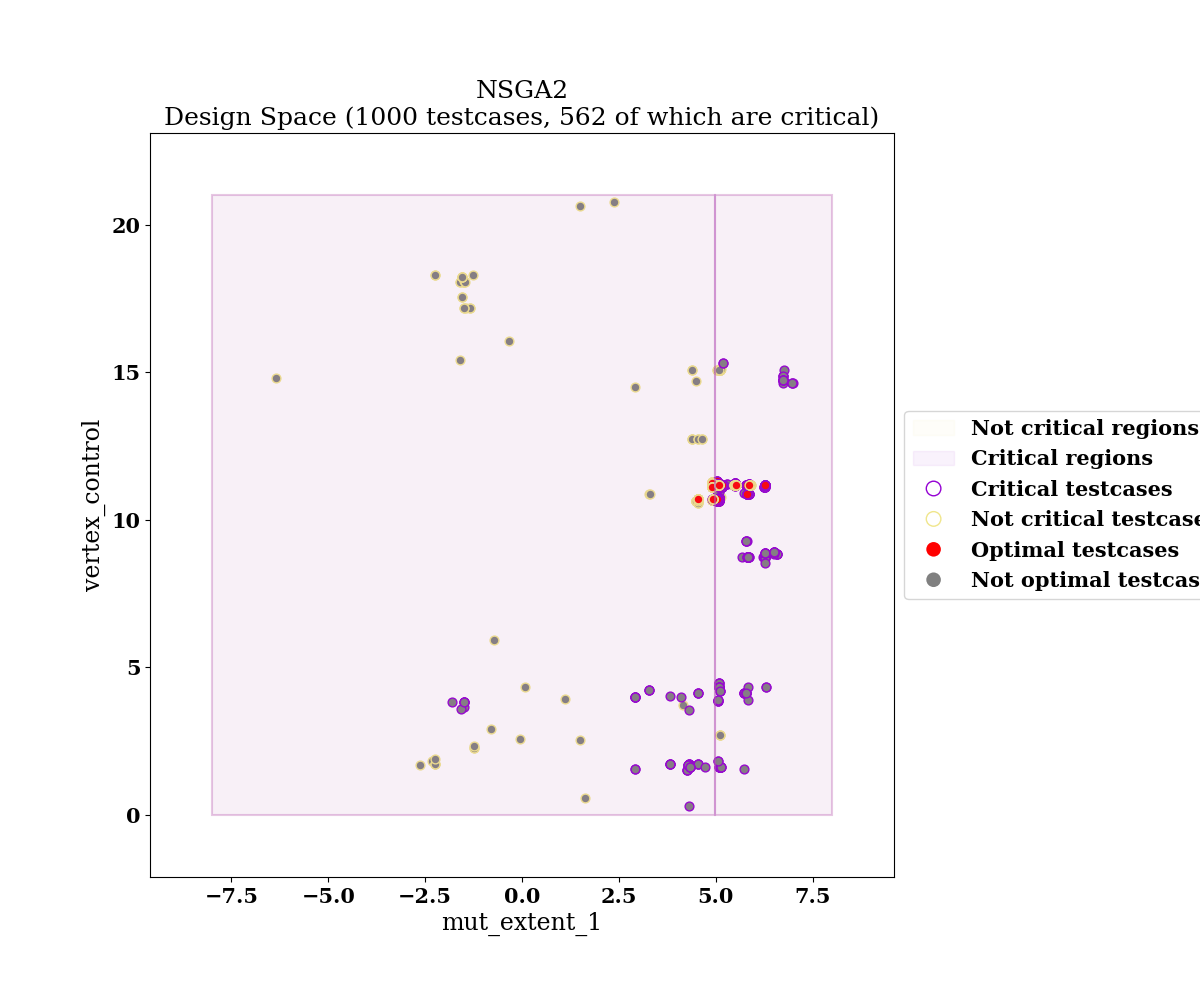 NSGA2
Design Space (1000 testcases, 562 of which are critical)
20
15
10
5
0
vertex_control
−7.5 −5.0 −2.5 0.0 2.5 5.0 7.5
mut_extent_1
Not critical regions
Critical regions
Critical testcases
Not critical testcase
Optimal testcases
Not optimal testcas